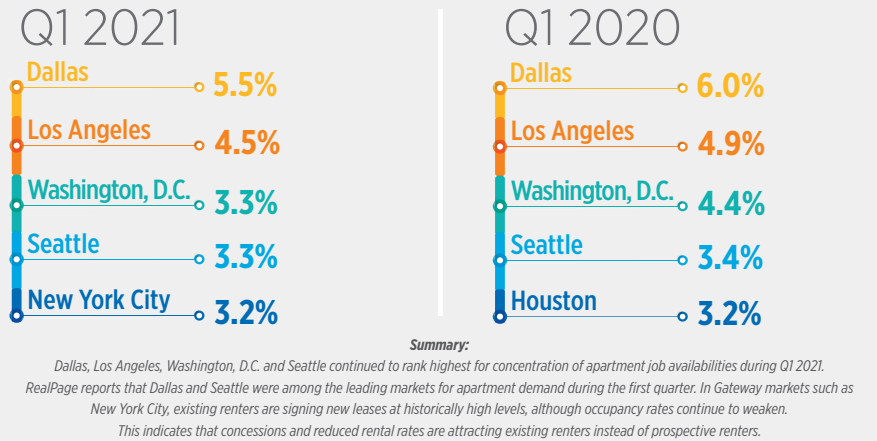 Q1 2021
Dallas
5.5%
Los Angeles
4.5%
Washington, D.C.
3.3%
Seattle
3.3%
New York City
3.2%
Q1 2020
Dallas
6.0%
Los Angeles
4.9%
Washington, D.C.
4.4%
Seattle
3.4%
Houston
3.2%
Summary:
Dallas, Los Angeles, Washington, D.C. and Seattle continued to rank highest for concentration of apartment job availabilities during Q1 2021.
RealPage reports that Dallas and Seattle were among the leading markets for apartment demand during the first quarter. In Gateway markets such as
New York City, existing renters are signing new leases at historically high levels, although occupancy rates continue to weaken.
This indicates that concessions and reduced rental rates are attracting existing renters instead of prospective renters.